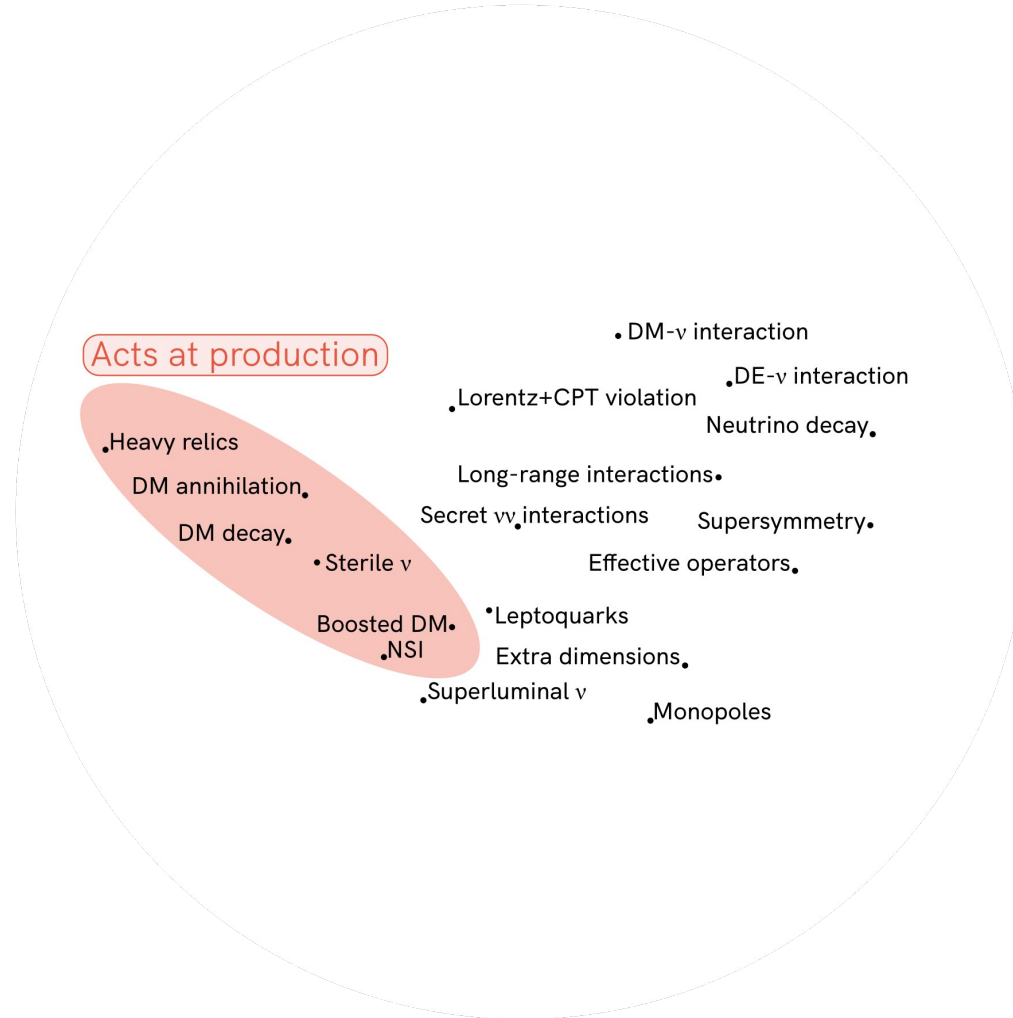 DM-ν interaction
Acts at production
DE-ν interaction
Lorentz+CPT violation
Neutrino decay
Heavy relics
Long-range interactions
DM annihilation
Secret νν interactions
Supersymmetry
DM decay
Sterile ν
Effective operators
Leptoquarks
Boosted DM
NSI
Extra dimensions
Superluminal ν
Monopoles